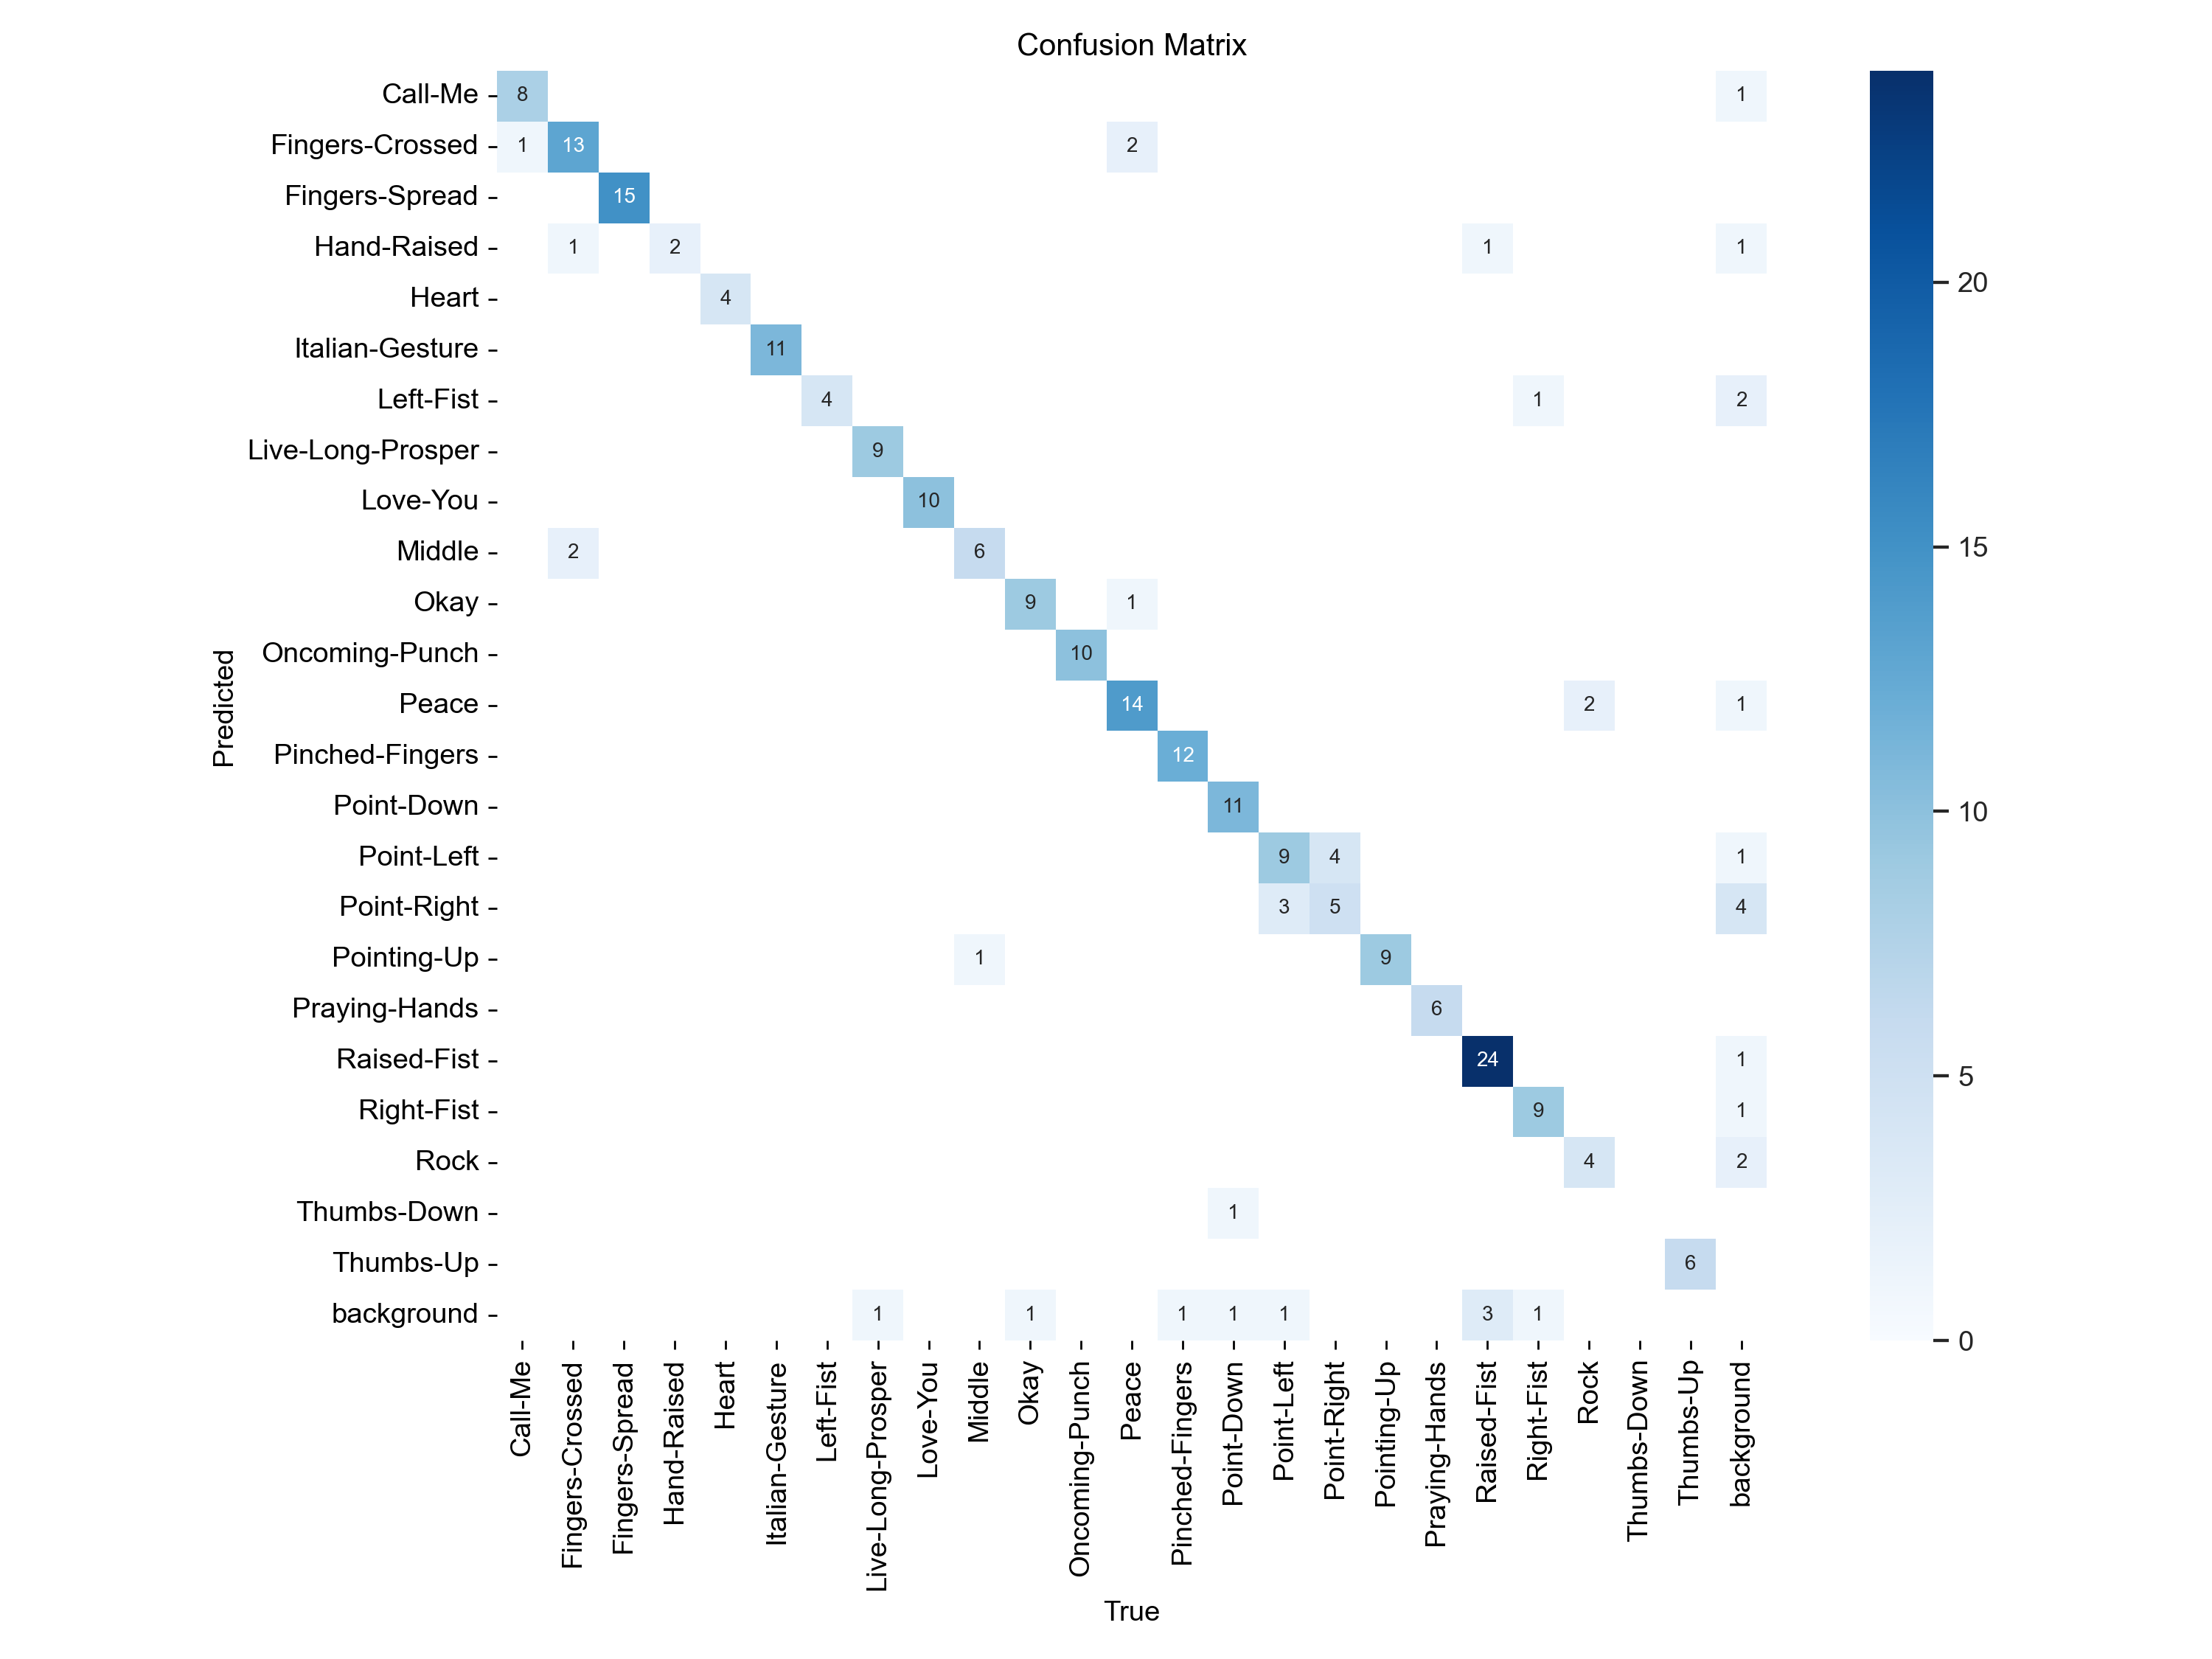 Confusion Matrix
Call-Me 8 1
Fingers-Crossed 1 13 2
Fingers-Spread 15
Hand-Raised 1 2 1 1
Heart 4
Italian-Gesture 11
Left-Fist 4 1 2
Live-Long-Prosper 9
Love-You 10
Middle 2 6
Okay 9 1
Oncoming-Punch 10
Peace 14 2 1
Pinched-Fingers 12
Point-Down 11
Point-Left 9 4 1
Point-Right 3 5 4
Pointing-Up 1 9
Praying-Hands 6
Raised-Fist 24 1
Right-Fist 9 1
Rock 4 2
Thumbs-Down 1
Thumbs-Up 6
background 1 1 1 1 1 3 1
Predicted
Call-Me
Fingers-Crossed
Fingers-Spread
Hand-Raised
Heart
Italian-Gesture
Left-Fist
Live-Long-Prosper
Love-You
Middle
Okay
Oncoming-Punch
Peace
Pinched-Fingers
Point-Down
Point-Left
Point-Right
Pointing-Up
Praying-Hands
Raised-Fist
Right-Fist
Rock
Thumbs-Down
Thumbs-Up
background
True
20
15
10
5
0